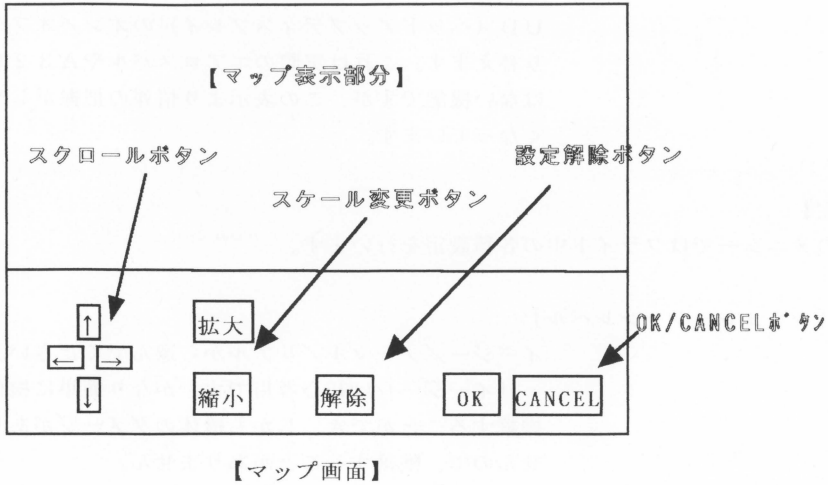 【マップ表示部分】
スクロールボタン
設定解除ボタン
スケール変更ボタン
↑
拡大
OK/CANCELﾎﾞﾀﾝ
← →
↓
縮小
解除
OK
CANCEL
【マップ画面】